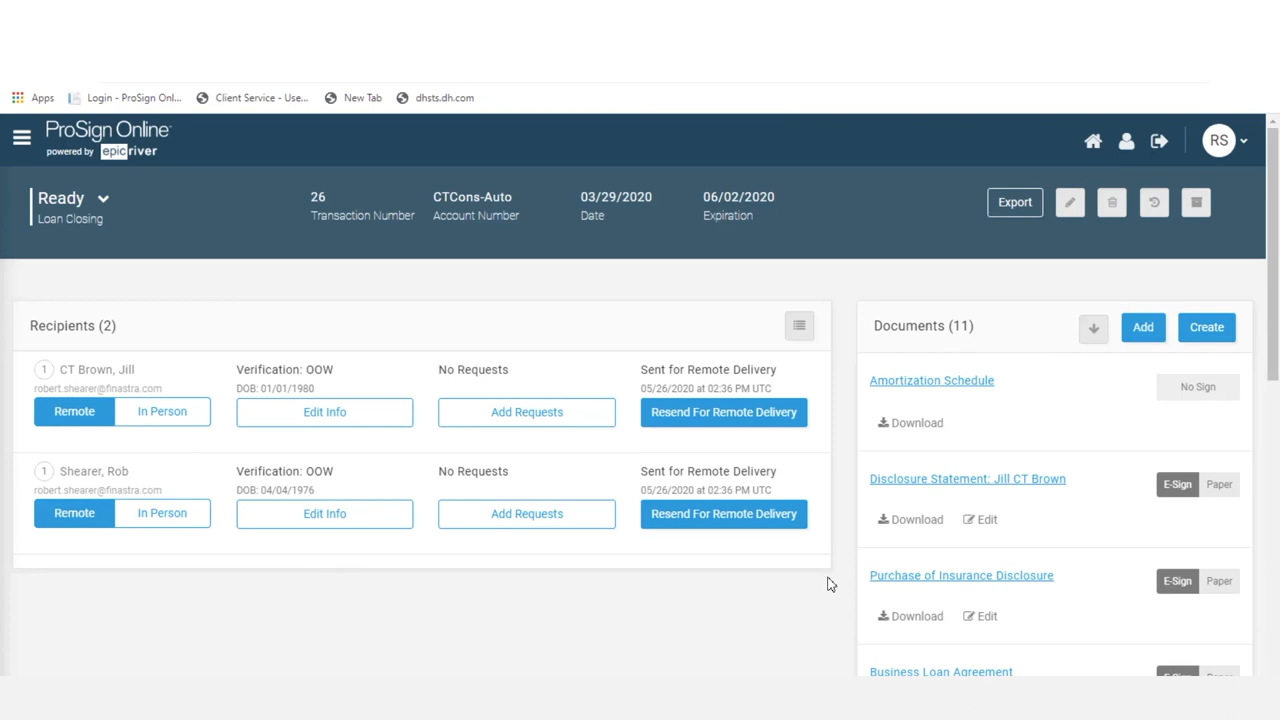 Apps Login - ProSign Onl... Client Service - Use... New Tab dhsts.dh.com
ProSign Online
powered by epicriver
RS
Ready 26 CTCons-Auto 03/29/2020 06/02/2020
Loan Closing Transaction Number Account Number Date Expiration
Export
Recipients (2)
1 CT Brown, Jill Verification: OOW No Requests Sent for Remote Delivery
robert.shearer@finastra.com DOB: 01/01/1980 05/26/2020 at 02:36 PM UTC
Remote In Person Edit Info Add Requests Resend For Remote Delivery
1 Shearer, Rob Verification: OOW No Requests Sent for Remote Delivery
robert.shearer@finastra.com DOB: 04/04/1976 05/26/2020 at 02:36 PM UTC
Remote In Person Edit Info Add Requests Resend For Remote Delivery
Documents (11) Add Create
Amortization Schedule No Sign
Download
Disclosure Statement: Jill CT Brown E-Sign Paper
Download Edit
Purchase of Insurance Disclosure E-Sign Paper
Download Edit
Business Loan Agreement